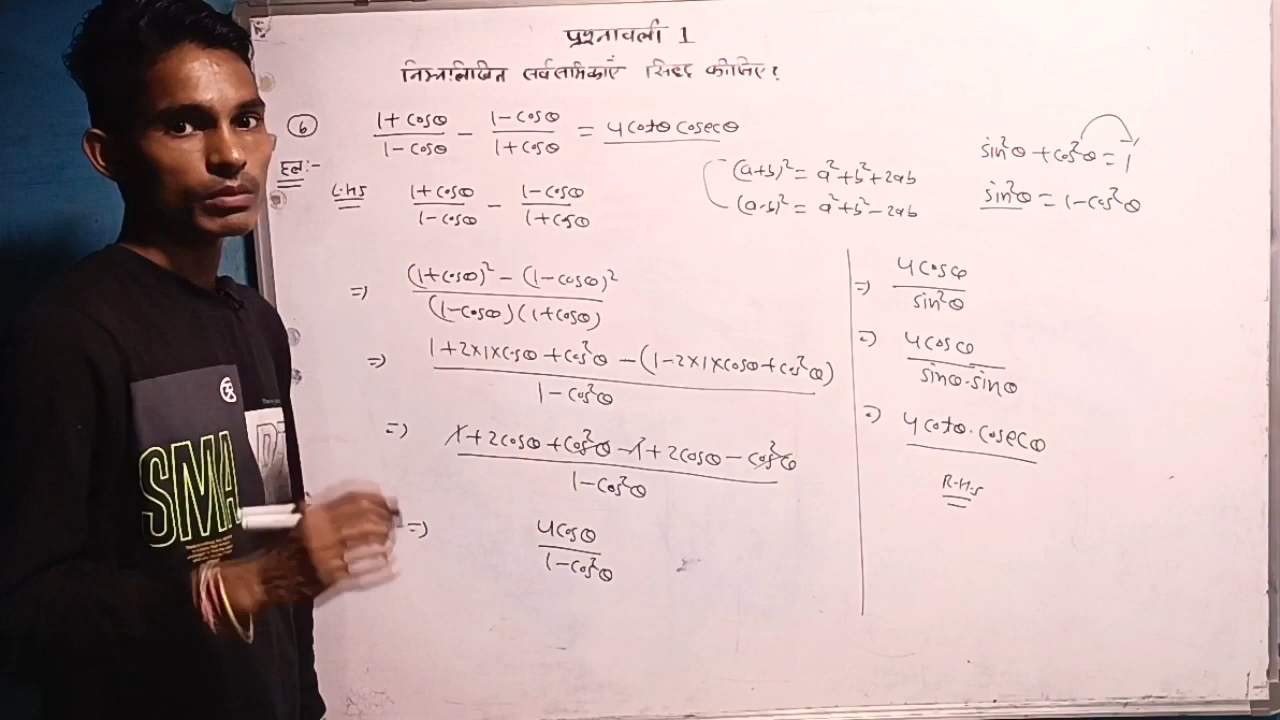 प्रश्नावली 1
निम्नलिखित सर्वसमिकाएँ सिद्ध कीजिए?
⑥ (1+cosθ)/(1-cosθ) - (1-cosθ)/(1+cosθ) = 4cotθ cosecθ
हल:-
L.H.S (1+cosθ)/(1-cosθ) - (1-cosθ)/(1+cosθ)
(a+b)² = a²+b²+2ab
(a-b)² = a²+b²-2ab
sin²θ + cos²θ = 1
sin²θ = 1-cos²θ
=) ((1+cosθ)² - (1-cosθ)²)/((1-cosθ)(1+cosθ))
=) (1+2×1×cosθ+cos²θ - (1-2×1×cosθ+cos²θ))/(1-cos²θ)
=) (1+2cosθ+cos²θ-1+2cosθ-cos²θ)/(1-cos²θ)
=) 4cosθ/(1-cos²θ)
=) 4cosθ/sin²θ
=) 4cosθ/(sinθ·sinθ)
=) 4cotθ·cosecθ
R.H.S
SMA